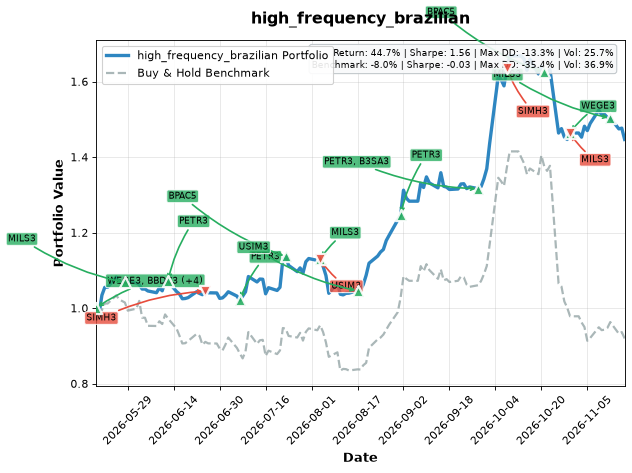 high_frequency_brazilian
BPAC5
high_frequency_brazilian Portfolio
Buy & Hold Benchmark
Return: 44.7% | Sharpe: 1.56 | Max DD: -13.3% | Vol: 25.7%
Benchmark: -8.0% | Sharpe: -0.03 | Max DD: -35.4% | Vol: 36.9%
MILS3
SIMH3
WEGE3
MILS3
PETR3
PETR3, B3SA3
BPAC5
PETR3
MILS3
MILS3
USIM3
PETR3
WEGE3, BBD 3 (+4)
USIM3
SIMH3
Portfolio Value
1.6
1.4
1.2
1.0
0.8
2026-05-29
2026-06-14
2026-06-30
2026-07-16
2026-08-01
2026-08-17
2026-09-02
2026-09-18
2026-10-04
2026-10-20
2026-11-05
Date